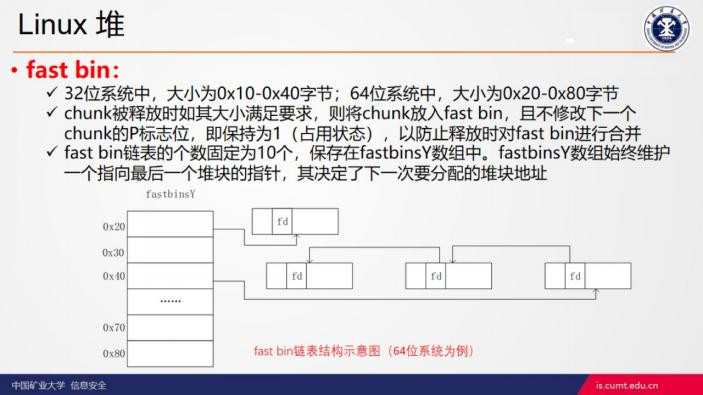 Linux 堆
• fast bin：
✓ 32位系统中，大小为0x10-0x40字节；64位系统中，大小为0x20-0x80字节
✓ chunk被释放时如其大小满足要求，则将chunk放入fast bin，且不修改下一个
chunk的P标志位，即保持为1（占用状态），以防止释放时对fast bin进行合并
✓ fast bin链表的个数固定为10个，保存在fastbinsY数组中。fastbinsY数组始终维护
一个指向最后一个堆块的指针，其决定了下一次要分配的堆块地址
fastbinsY
0x20
fd
0x30
0x40
fd
fd
fd
······
0x70
0x80
fast bin链表结构示意图（64位系统为例）
中国矿业大学 信息安全
is.cumt.edu.cn